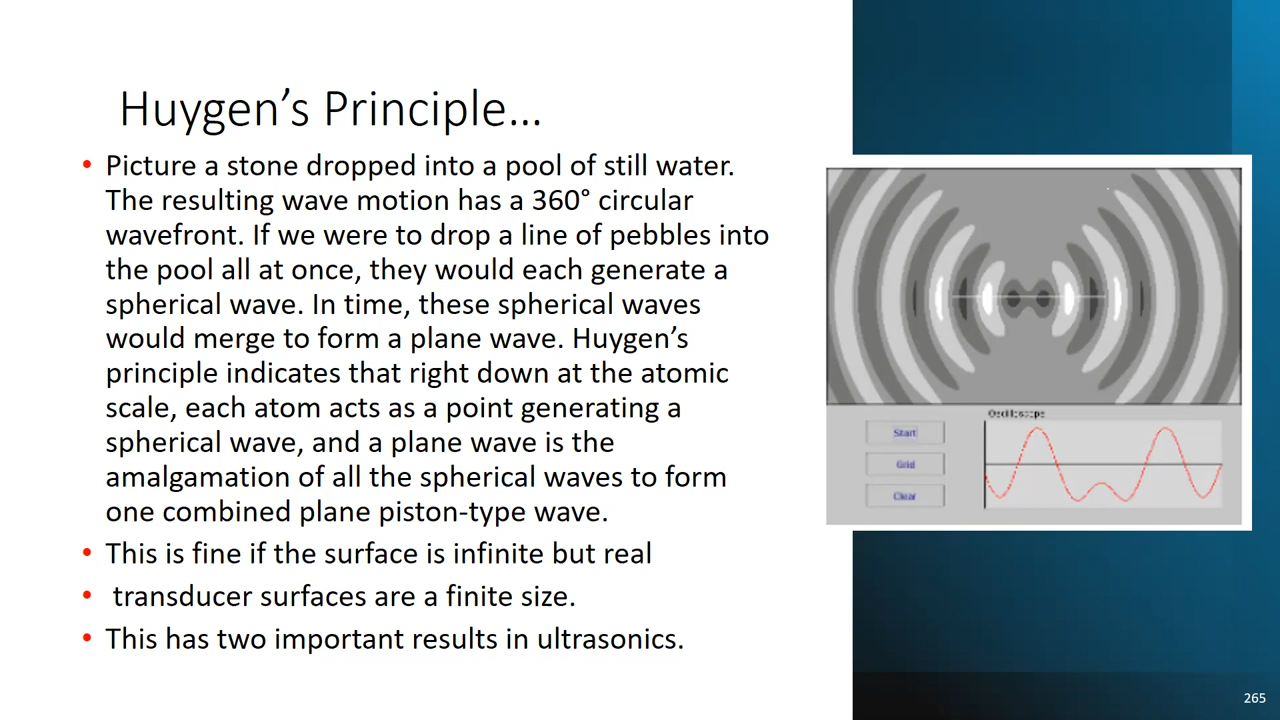 Huygen’s Principle…
• Picture a stone dropped into a pool of still water.
The resulting wave motion has a 360° circular
wavefront. If we were to drop a line of pebbles into
the pool all at once, they would each generate a
spherical wave. In time, these spherical waves
would merge to form a plane wave. Huygen’s
principle indicates that right down at the atomic
scale, each atom acts as a point generating a
spherical wave, and a plane wave is the
amalgamation of all the spherical waves to form
one combined plane piston-type wave.
• This is fine if the surface is infinite but real
• transducer surfaces are a finite size.
• This has two important results in ultrasonics.
Oscilloscope
Start
Grid
Clear
265